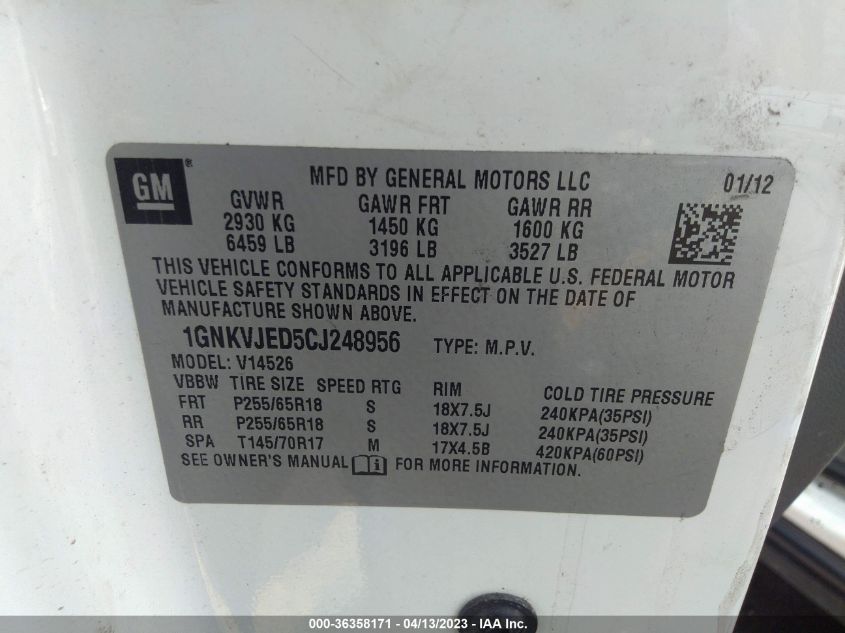 GM ® MFD BY GENERAL MOTORS LLC 01/12
GVWR GAWR FRT GAWR RR
2930 KG 1450 KG 1600 KG
6459 LB 3196 LB 3527 LB
THIS VEHICLE CONFORMS TO ALL APPLICABLE U.S. FEDERAL MOTOR
VEHICLE SAFETY STANDARDS IN EFFECT ON THE DATE OF
MANUFACTURE SHOWN ABOVE.
1GNKVJED5CJ248956 TYPE: M.P.V.
MODEL: V14526
VBBW TIRE SIZE SPEED RTG RIM COLD TIRE PRESSURE
FRT P255/65R18 S 18X7.5J 240KPA(35PSI)
RR P255/65R18 S 18X7.5J 240KPA(35PSI)
SPA T145/70R17 M 17X4.5B 420KPA(60PSI)
SEE OWNER'S MANUAL FOR MORE INFORMATION.
000-36358171 - 04/13/2023 - IAA Inc.